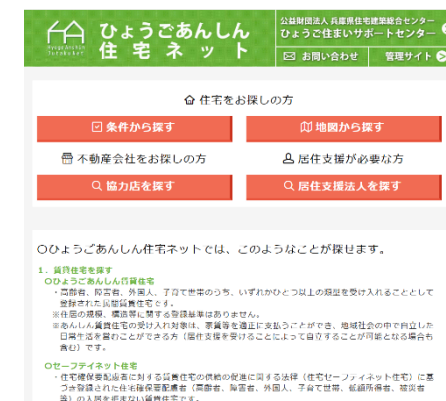 ひょうごあんしん
住宅ネット
公益財団法人 兵庫県住宅建築総合センター
ひょうご住まいサポートセンター
お問い合わせ
管理サイト
住宅をお探しの方
条件から探す
地図から探す
不動産会社をお探しの方
居住支援が必要な方
協力店を探す
居住支援法人を探す
〇ひょうごあんしん住宅ネットでは、このようなことが探せます。
１．賃貸住宅を探す
〇ひょうごあんしん賃貸住宅
・高齢者、障害者、外国人、子育て世帯のうち、いずれかひとつ以上の類型を受け入れることとして
登録された民間賃貸住宅です。
※住居の規模、構造等に関する登録基準はありません。
※あんしん賃貸住宅の受け入れ対象は、家賃等を適正に支払うことができ、地域社会の中で自立した
日常生活を営むことができる方（居住支援を受けることによって自立することが可能となる場合も
含む）です。
〇セーフティネット住宅
・住宅確保要配慮者に対する賃貸住宅の供給の促進に関する法律（住宅セーフティネット法）に基
づき登録された住宅確保要配慮者（高齢者、障害者、外国人、子育て世帯、低額所得者、被災者
等）の入居を拒まない賃貸住宅です。